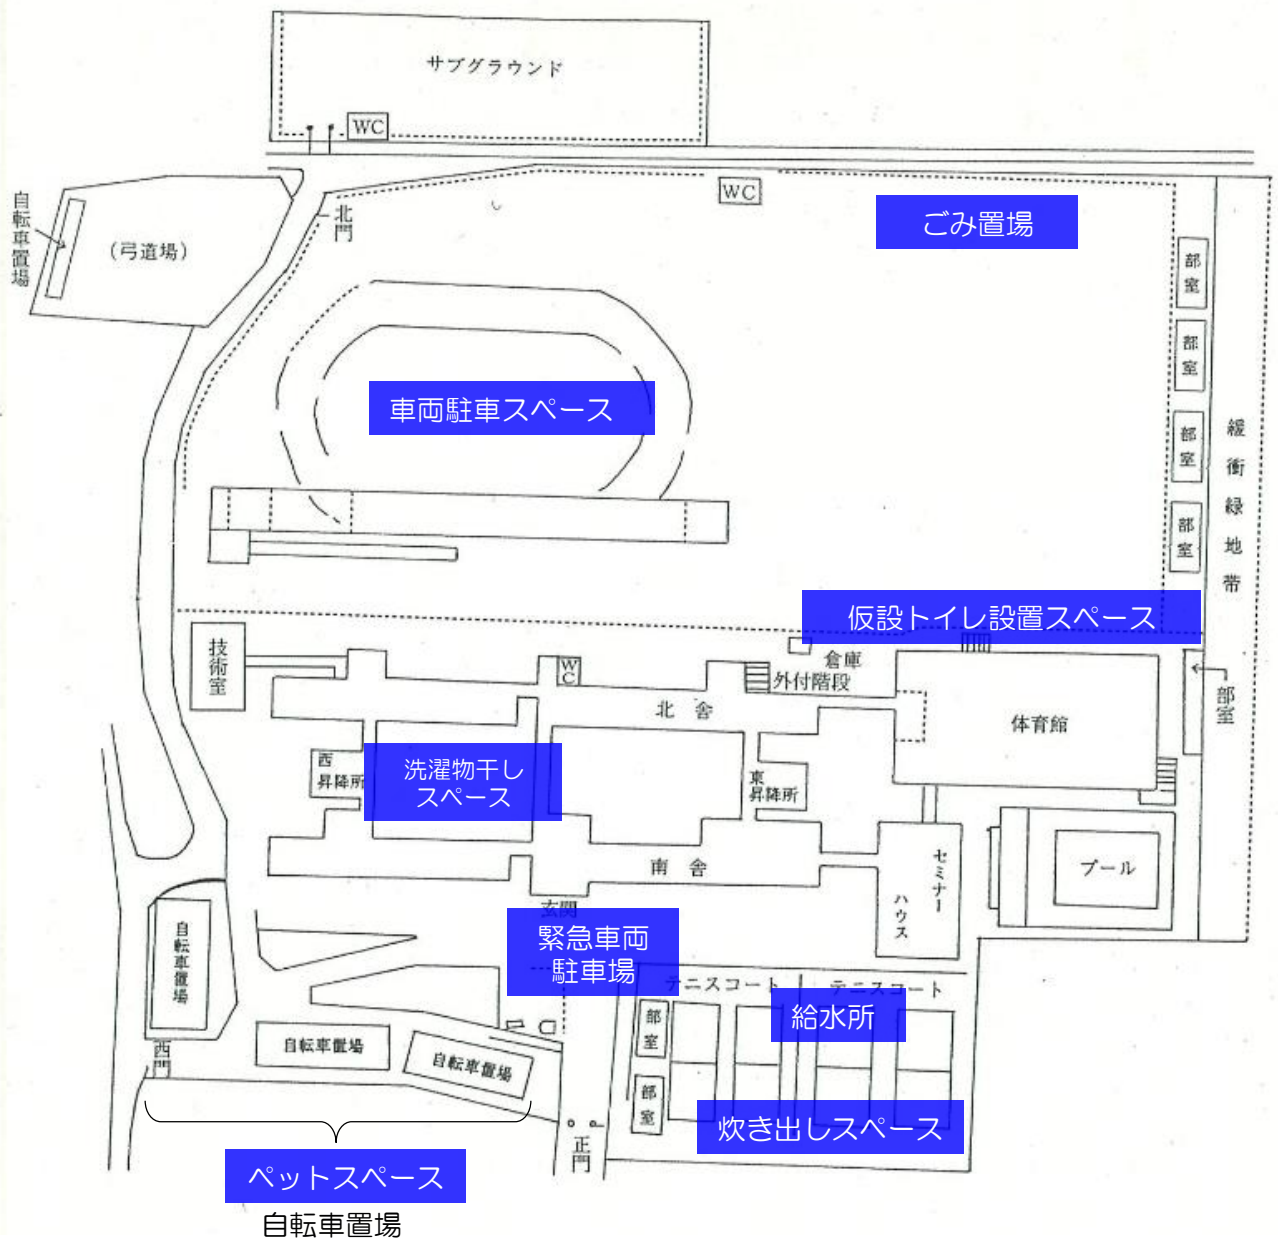 サブグラウンド
WC
WC
ごみ置場
自転車置場
(弓道場)
北門
部室
部室
部室
部室
車両駐車スペース
緩衝緑地帯
仮設トイレ設置スペース
技術室
WC
倉庫
外付階段
北舎
体育館
部室
西
昇降所
洗濯物干し
スペース
東
昇降所
南舎
セミナー
ハウス
プール
玄関
緊急車両
駐車場
自転車置場
テニスコート
テニスコート
給水所
部室
部室
自転車置場
自転車置場
西門
炊き出しスペース
正門
ペットスペース
自転車置場